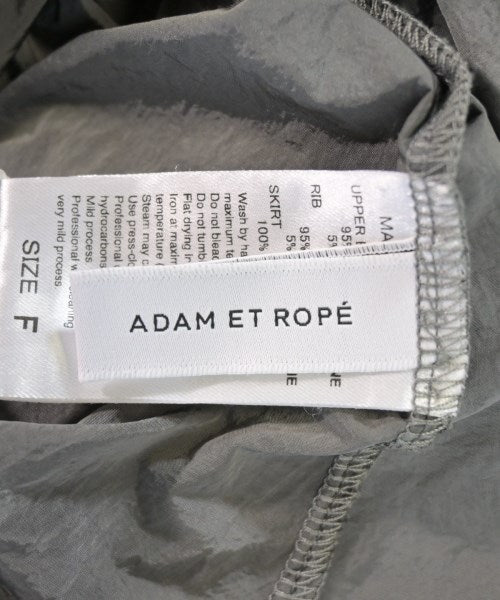 ADAM ET ROPÉ
MA
UPPER
95%
5%
RIB
95%
5%
SKIRT
100%
Wash by ha
maximum te
Do not bleac
Do not tumb
Flat drying in
Iron at maxim
temperature
Steam may c
Use press-clo
Professional
hydrocarbons
Mild process
Professional w
very mild process
SIZE F